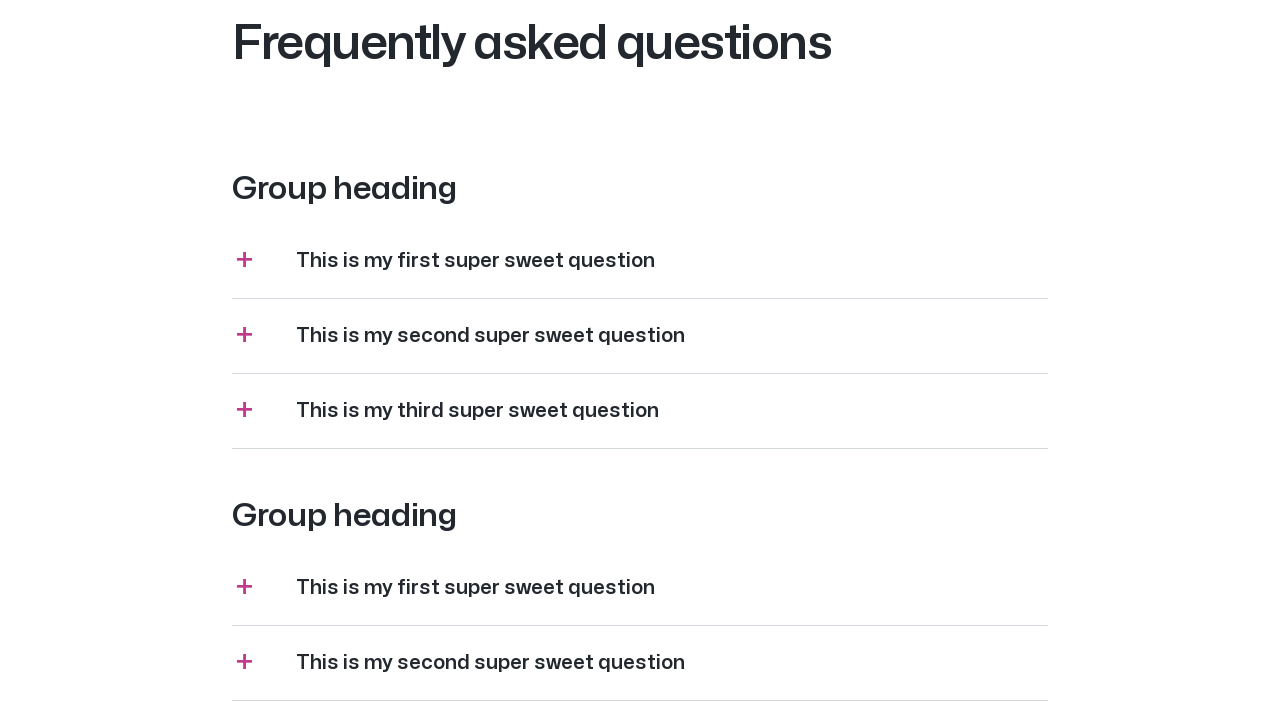 Frequently asked questions
Group heading
This is my first super sweet question
This is my second super sweet question
This is my third super sweet question
Group heading
This is my first super sweet question
This is my second super sweet question